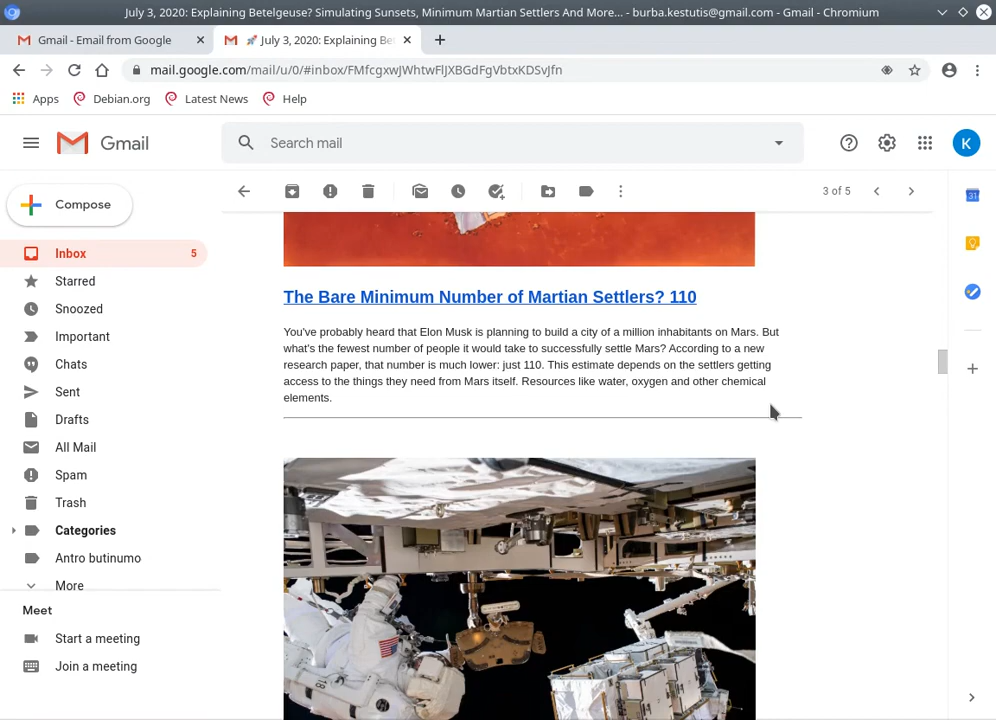 July 3, 2020: Explaining Betelgeuse? Simulating Sunsets, Minimum Martian Settlers And More... - burba.kestutis@gmail.com - Gmail - Chromium
Gmail - Email from Google
July 3, 2020: Explaining Be
mail.google.com/mail/u/0/#inbox/FMfcgxwJWhtwFlJXBGdFgVbtxKDSvJfn
Apps Debian.org Latest News Help
Gmail
Search mail
K
Compose
3 of 5
31
Inbox 5
Starred
Snoozed
Important
Chats
Sent
Drafts
All Mail
Spam
Trash
Categories
Antro butinumo
More
Meet
Start a meeting
Join a meeting
The Bare Minimum Number of Martian Settlers? 110
You've probably heard that Elon Musk is planning to build a city of a million inhabitants on Mars. But
what's the fewest number of people it would take to successfully settle Mars? According to a new
research paper, that number is much lower: just 110. This estimate depends on the settlers getting
access to the things they need from Mars itself. Resources like water, oxygen and other chemical
elements.